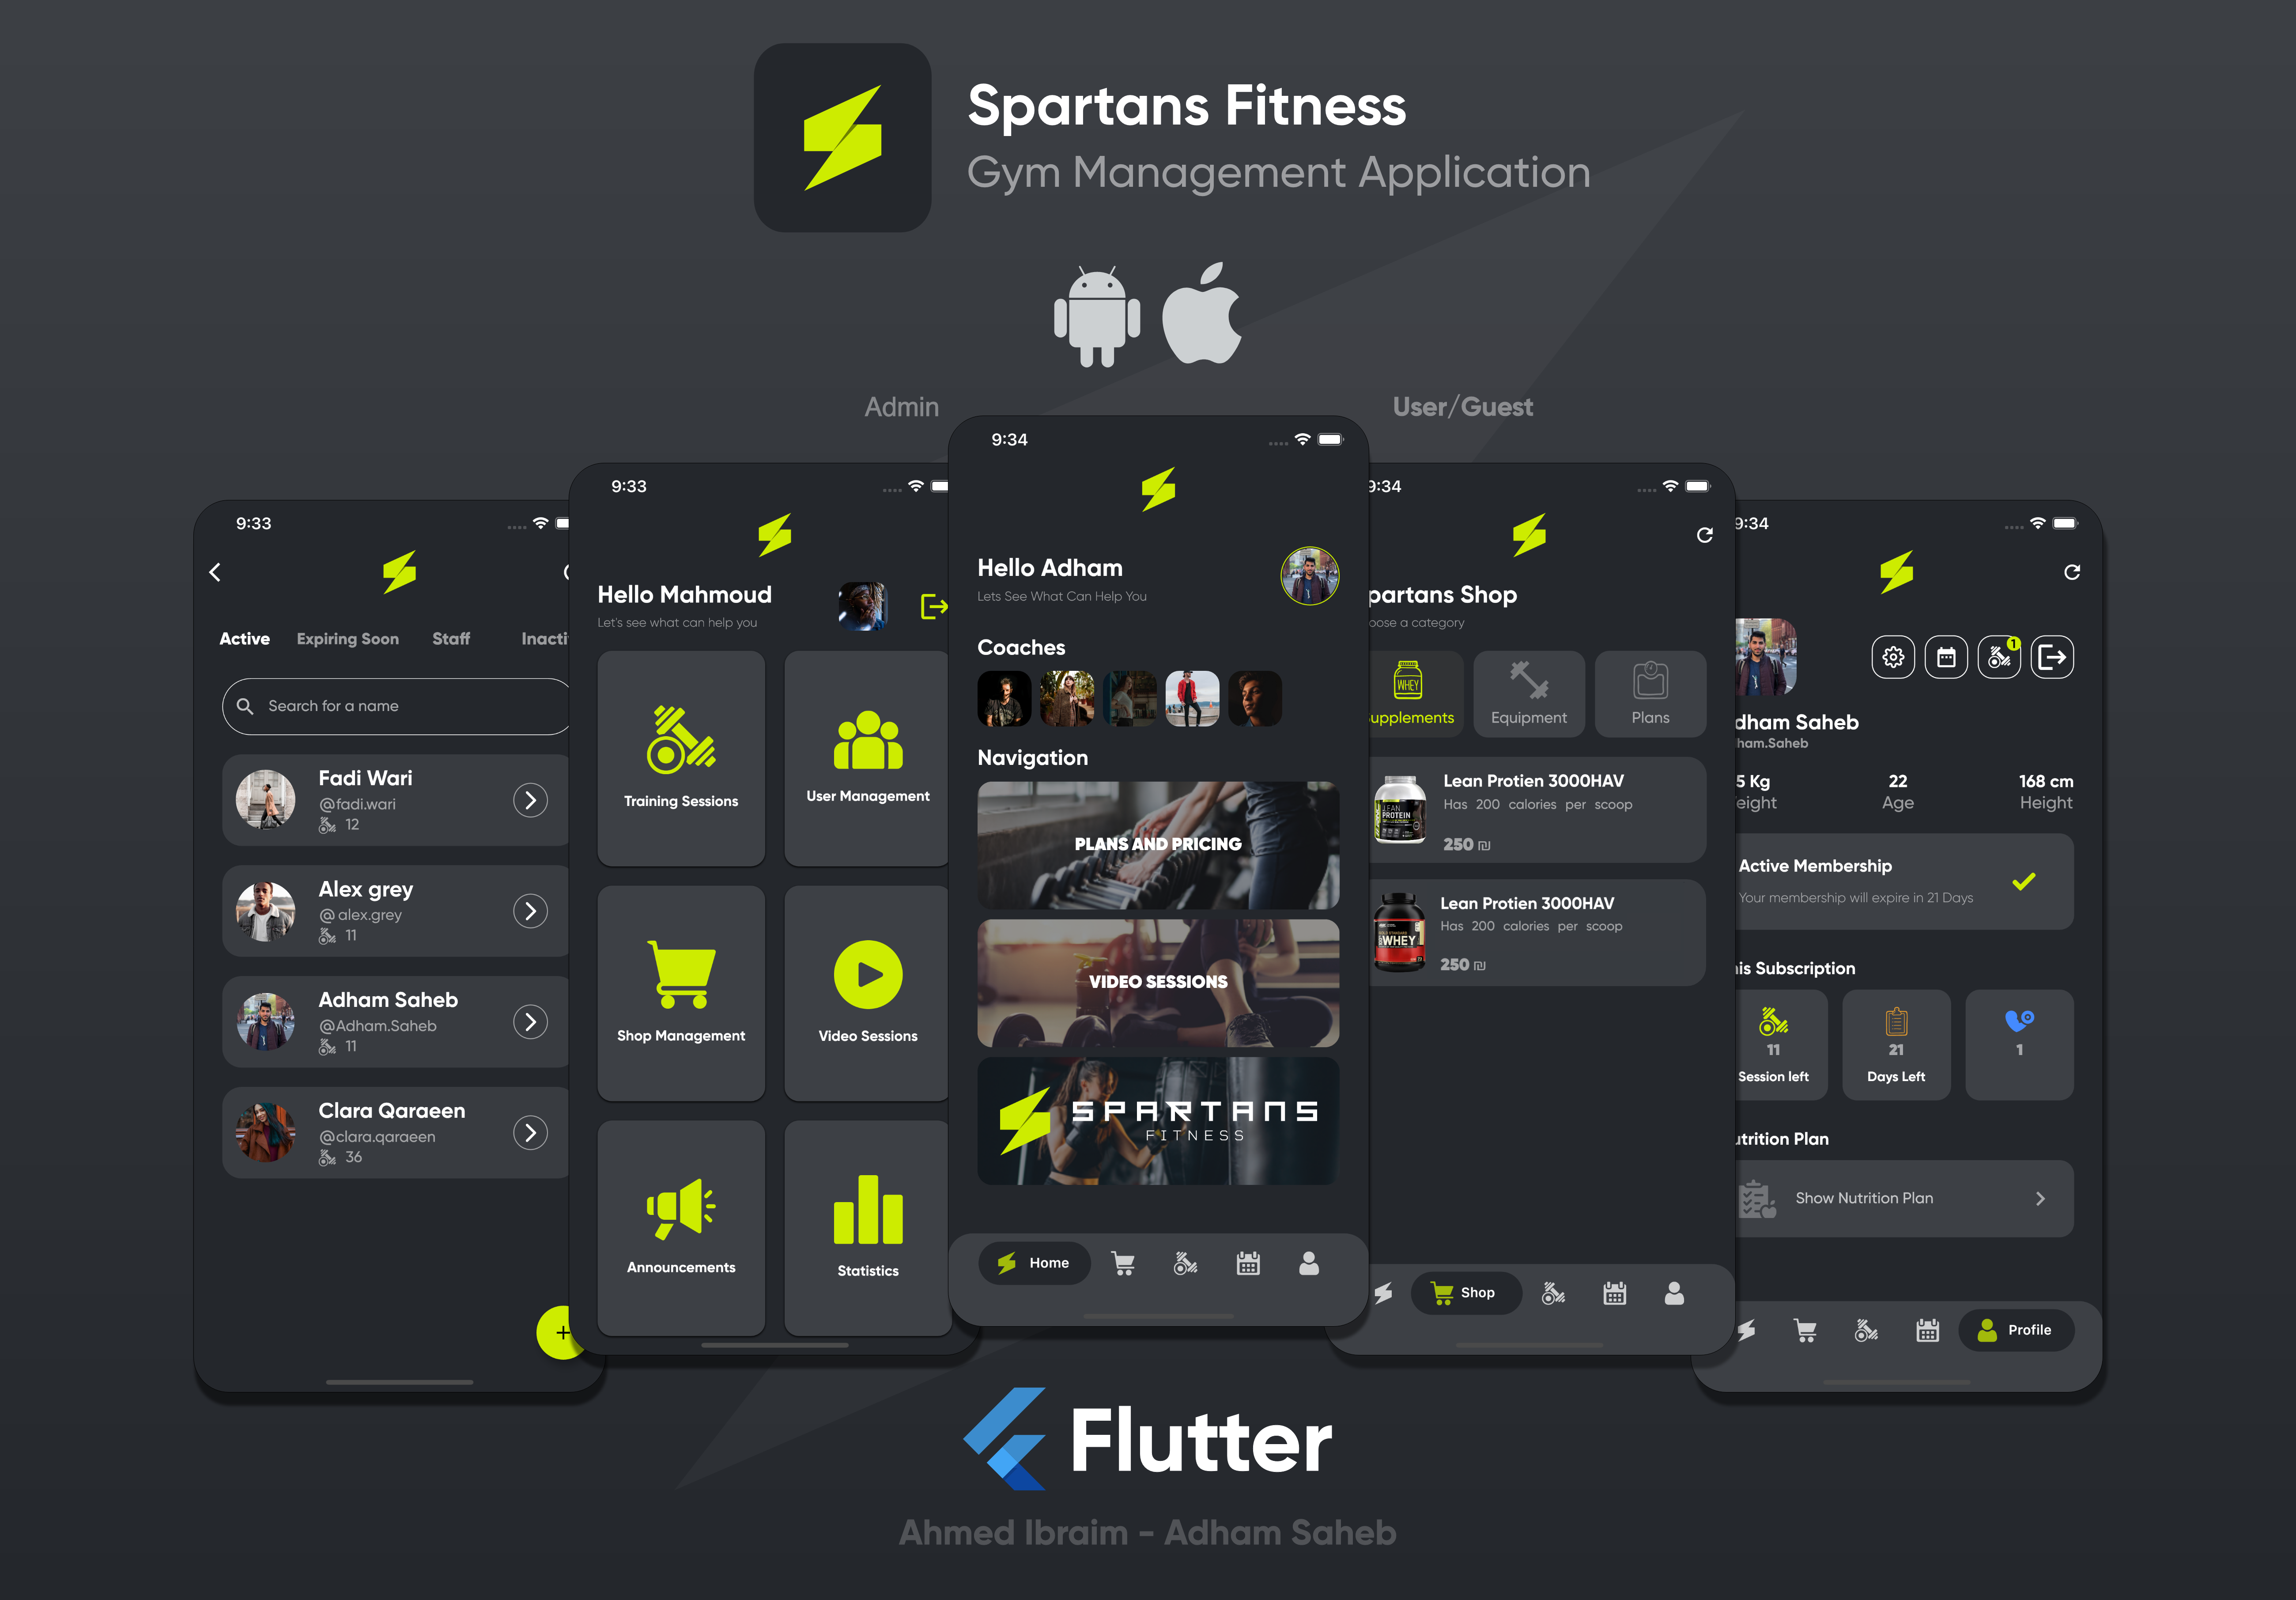 Spartans Fitness
Gym Management Application
Admin
User/Guest
9:33
Active Expiring Soon Staff Inacti
Search for a name
Fadi Wari
@fadi.wari
12
Alex grey
@alex.grey
11
Adham Saheb
@Adham.Saheb
11
Clara Qaraeen
@clara.qaraeen
36
+
9:33
Hello Mahmoud
Let's see what can help you
Training Sessions
User Management
Shop Management
Video Sessions
Announcements
Statistics
9:34
Hello Adham
Lets See What Can Help You
Coaches
Navigation
PLANS AND PRICING
VIDEO SESSIONS
SPARTANS
FITNESS
Home
9:34
partans Shop
oose a category
WHEY
upplements
Equipment
Plans
LEAN
PROTEIN
Lean Protien 3000HAV
Has 200 calories per scoop
250 ₪
WHEY
Lean Protien 3000HAV
Has 200 calories per scoop
250 ₪
Shop
9:34
1
dham Saheb
ham.Saheb
5 Kg 22 168 cm
eight Age Height
Active Membership
Your membership will expire in 21 Days
is Subscription
11
Session left
21
Days Left
1
utrition Plan
Show Nutrition Plan
Profile
Flutter
Ahmed Ibraim - Adham Saheb